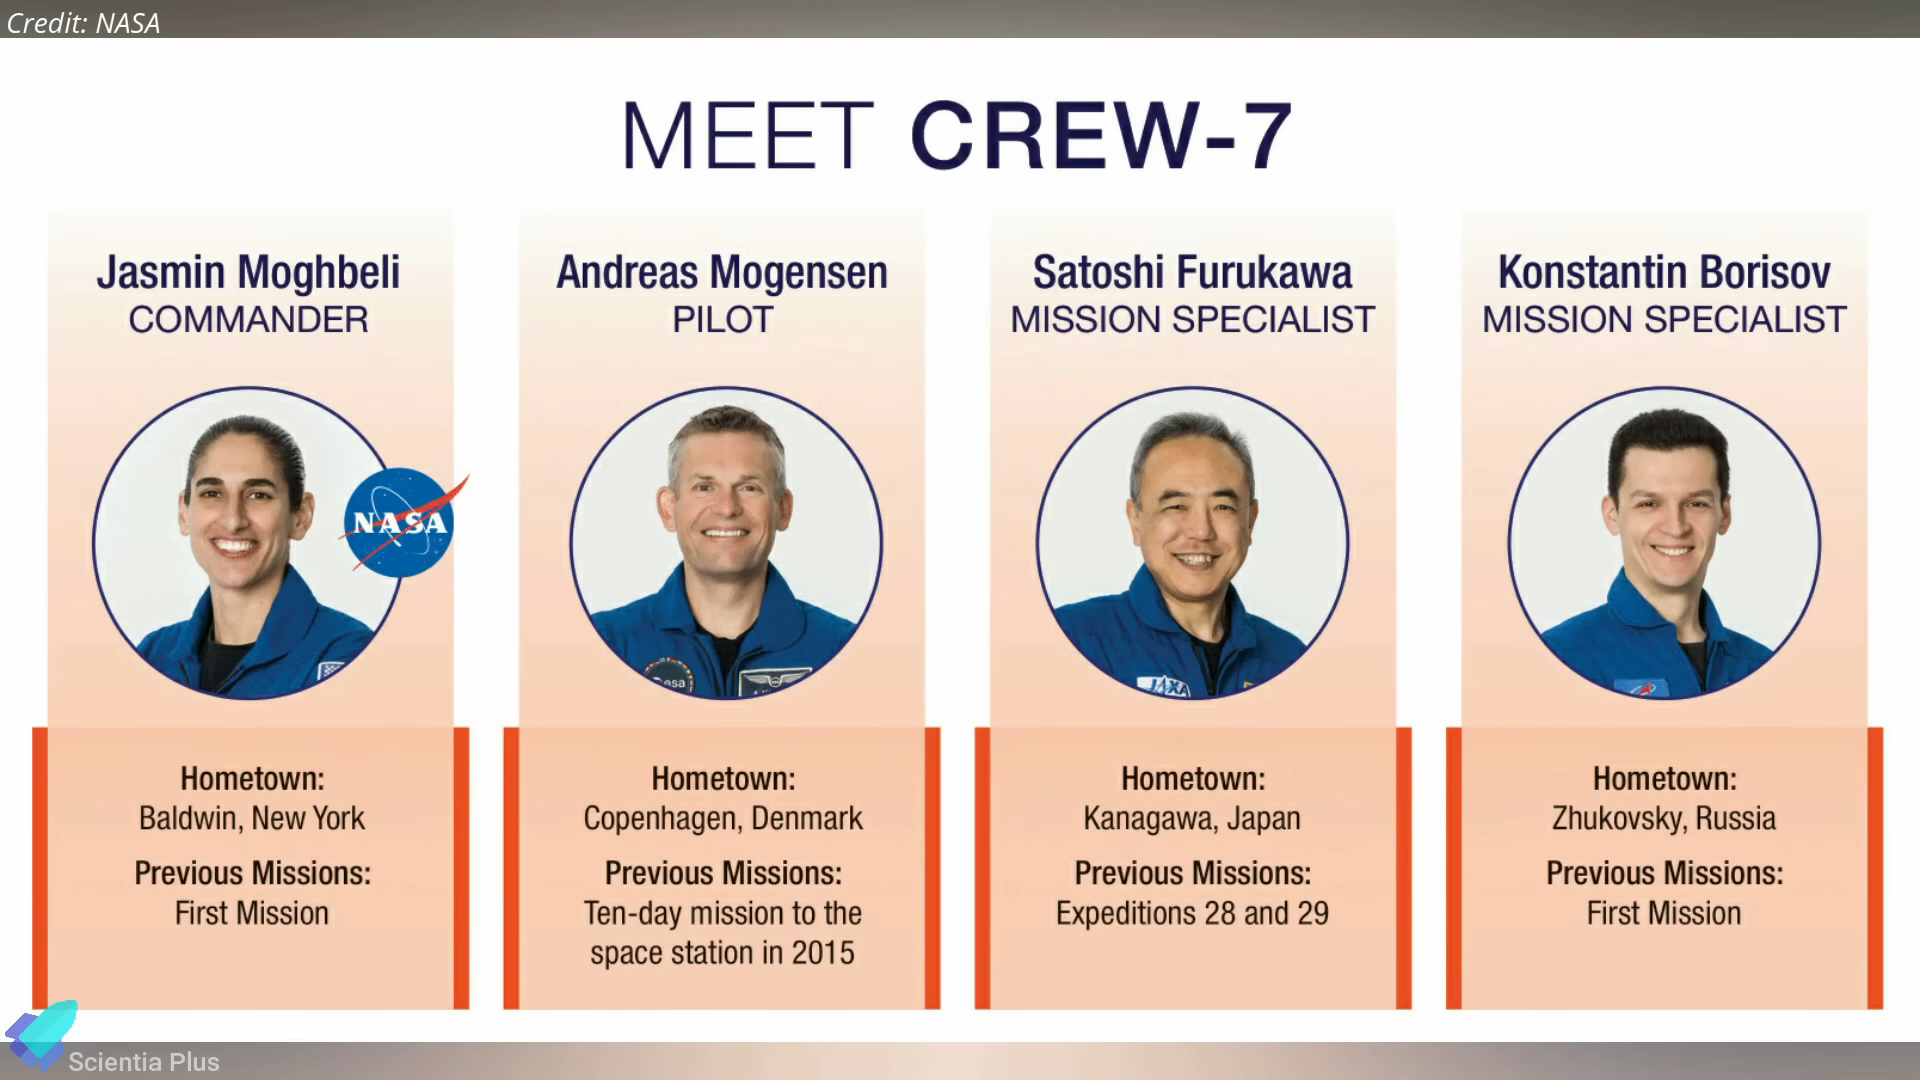 Credit: NASA
MEET CREW-7
Jasmin Moghbeli
COMMANDER
NASA
Hometown:
Baldwin, New York
Previous Missions:
First Mission
Andreas Mogensen
PILOT
esa
Hometown:
Copenhagen, Denmark
Previous Missions:
Ten-day mission to the
space station in 2015
Satoshi Furukawa
MISSION SPECIALIST
JAXA
Hometown:
Kanagawa, Japan
Previous Missions:
Expeditions 28 and 29
Konstantin Borisov
MISSION SPECIALIST
Hometown:
Zhukovsky, Russia
Previous Missions:
First Mission
Scientia Plus